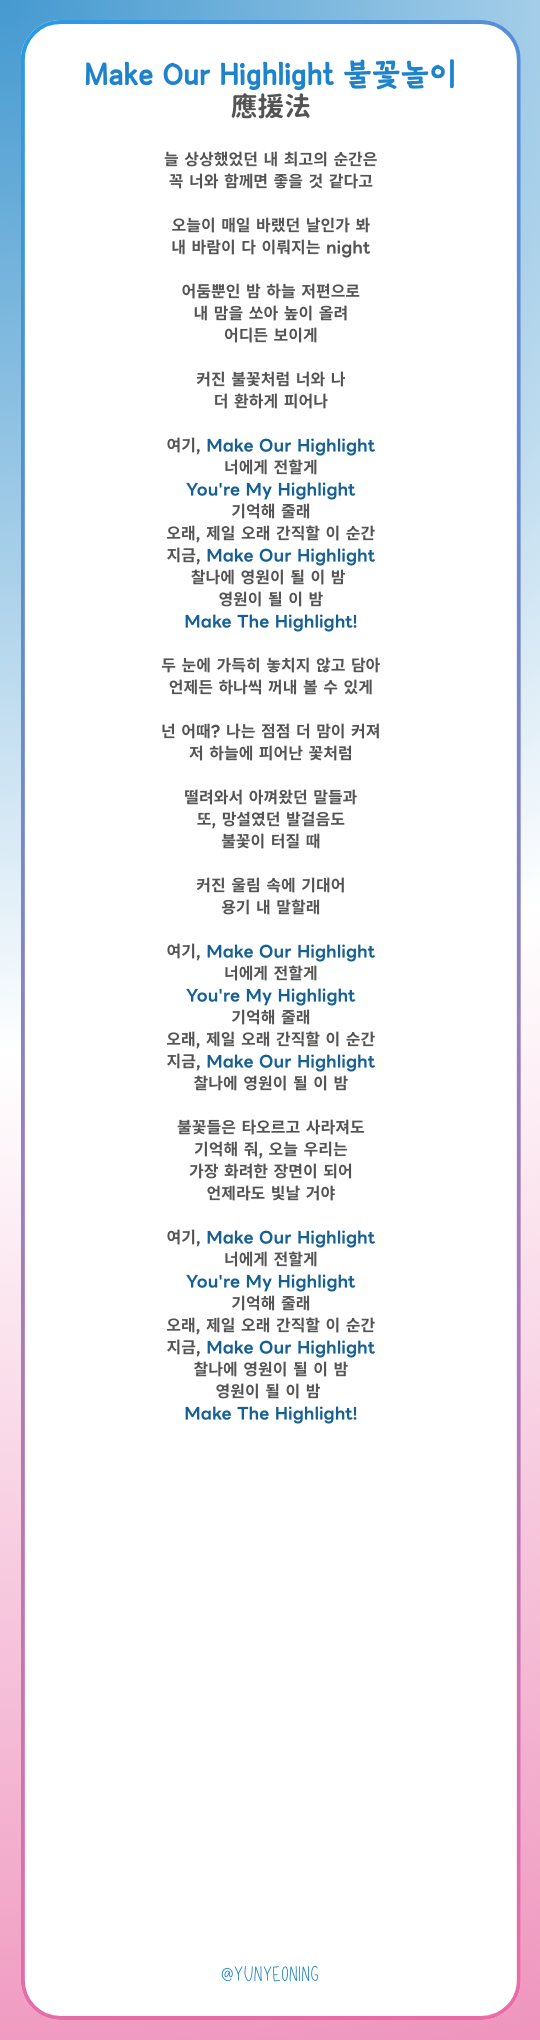 Make Our Highlight 불꽃놀이
應援法
늘 상상했었던 내 최고의 순간은
꼭 너와 함께면 좋을 것 같다고
오늘이 매일 바랬던 날인가 봐
내 바람이 다 이뤄지는 night
어둠뿐인 밤 하늘 저편으로
내 맘을 쏘아 높이 올려
어디든 보이게
커진 불꽃처럼 너와 나
더 환하게 피어나
여기, Make Our Highlight
너에게 전할게
You're My Highlight
기억해 줄래
오래, 제일 오래 간직할 이 순간
지금, Make Our Highlight
찰나에 영원이 될 이 밤
영원이 될 이 밤
Make The Highlight!
두 눈에 가득히 놓치지 않고 담아
언제든 하나씩 꺼내 볼 수 있게
넌 어때? 나는 점점 더 맘이 커져
저 하늘에 피어난 꽃처럼
떨려와서 아껴왔던 말들과
또, 망설였던 발걸음도
불꽃이 터질 때
커진 울림 속에 기대어
용기 내 말할래
여기, Make Our Highlight
너에게 전할게
You're My Highlight
기억해 줄래
오래, 제일 오래 간직할 이 순간
지금, Make Our Highlight
찰나에 영원이 될 이 밤
불꽃들은 타오르고 사라져도
기억해 줘, 오늘 우리는
가장 화려한 장면이 되어
언제라도 빛날 거야
여기, Make Our Highlight
너에게 전할게
You're My Highlight
기억해 줄래
오래, 제일 오래 간직할 이 순간
지금, Make Our Highlight
찰나에 영원이 될 이 밤
영원이 될 이 밤
Make The Highlight!
@YUNYEONING